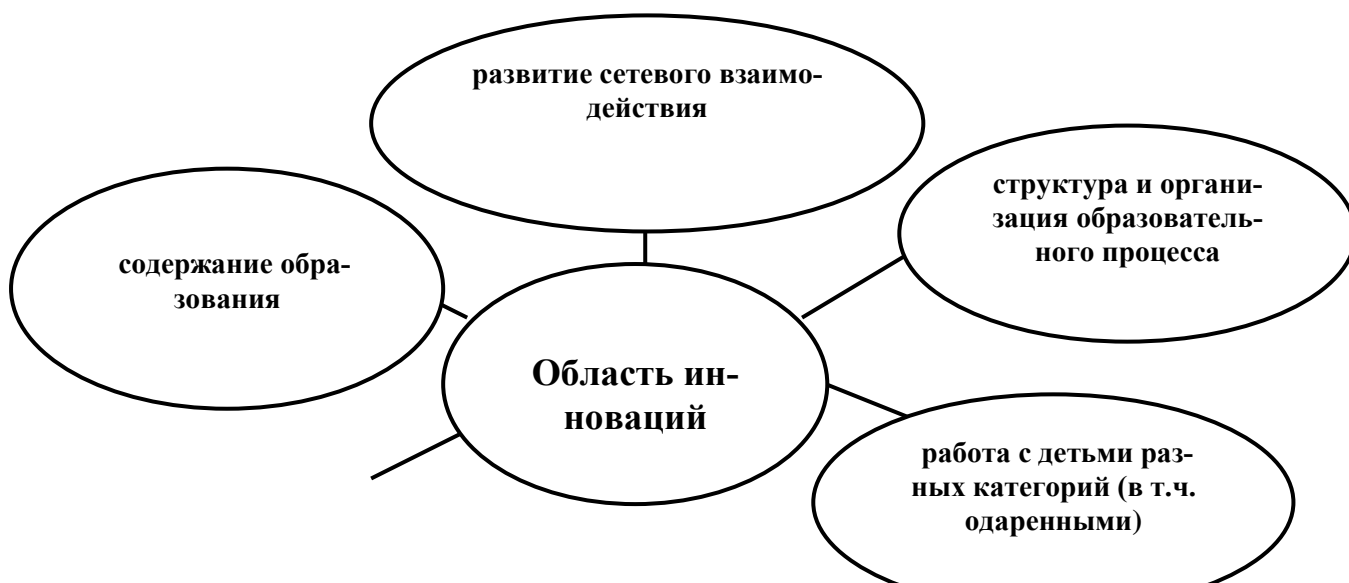 развитие сетевого взаимо-
действия
структура и органи-
зация образователь-
ного процесса
содержание обра-
зования
Область ин-
новаций
работа с детьми раз-
ных категорий (в т.ч.
одаренными)